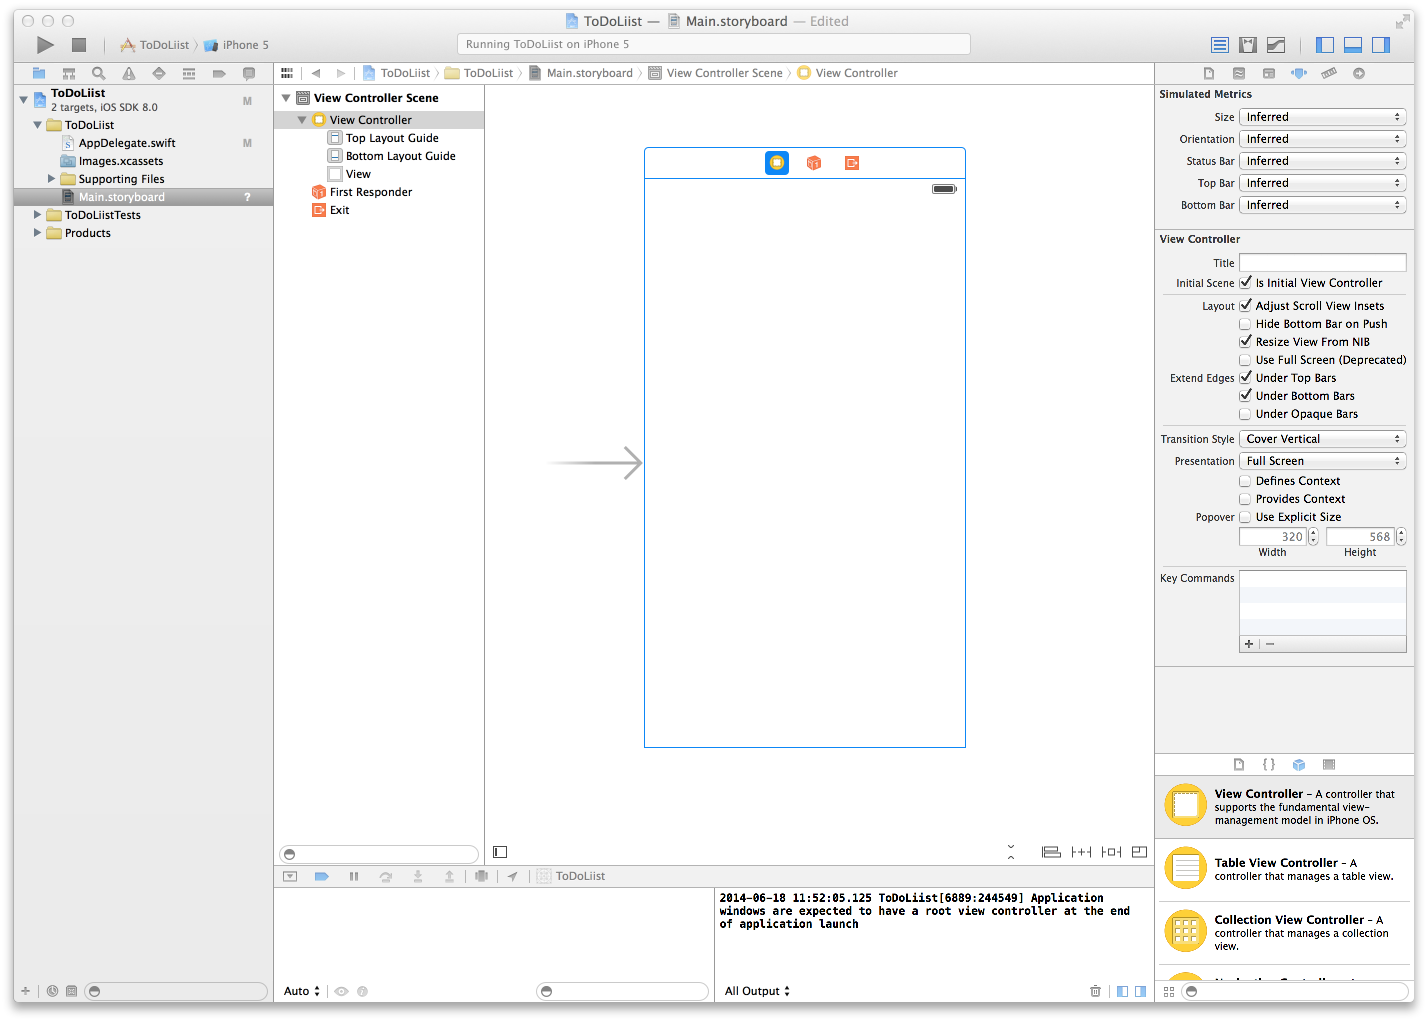 ToDoLiist — Main.storyboard — Edited
ToDoLiist › iPhone 5
Running ToDoLiist on iPhone 5
ToDoLiist › ToDoLiist › Main.storyboard › View Controller Scene › View Controller
ToDoLiist
2 targets, iOS SDK 8.0
M
ToDoLiist
AppDelegate.swift
M
Images.xcassets
Supporting Files
Main.storyboard
?
ToDoLiistTests
Products
View Controller Scene
View Controller
Top Layout Guide
Bottom Layout Guide
View
First Responder
Exit
Simulated Metrics
Size Inferred
Orientation Inferred
Status Bar Inferred
Top Bar Inferred
Bottom Bar Inferred
View Controller
Title
Initial Scene Is Initial View Controller
Layout Adjust Scroll View Insets
Hide Bottom Bar on Push
Resize View From NIB
Use Full Screen (Deprecated)
Extend Edges Under Top Bars
Under Bottom Bars
Under Opaque Bars
Transition Style Cover Vertical
Presentation Full Screen
Defines Context
Provides Context
Popover Use Explicit Size
320 568
Width Height
Key Commands
View Controller – A controller that
supports the fundamental view-
management model in iPhone OS.
Table View Controller – A
controller that manages a table view.
Collection View Controller – A
controller that manages a collection
view.
ToDoLiist
2014-06-18 11:52:05.125 ToDoLiist[6889:244549] Application
windows are expected to have a root view controller at the end
of application launch
Auto
All Output